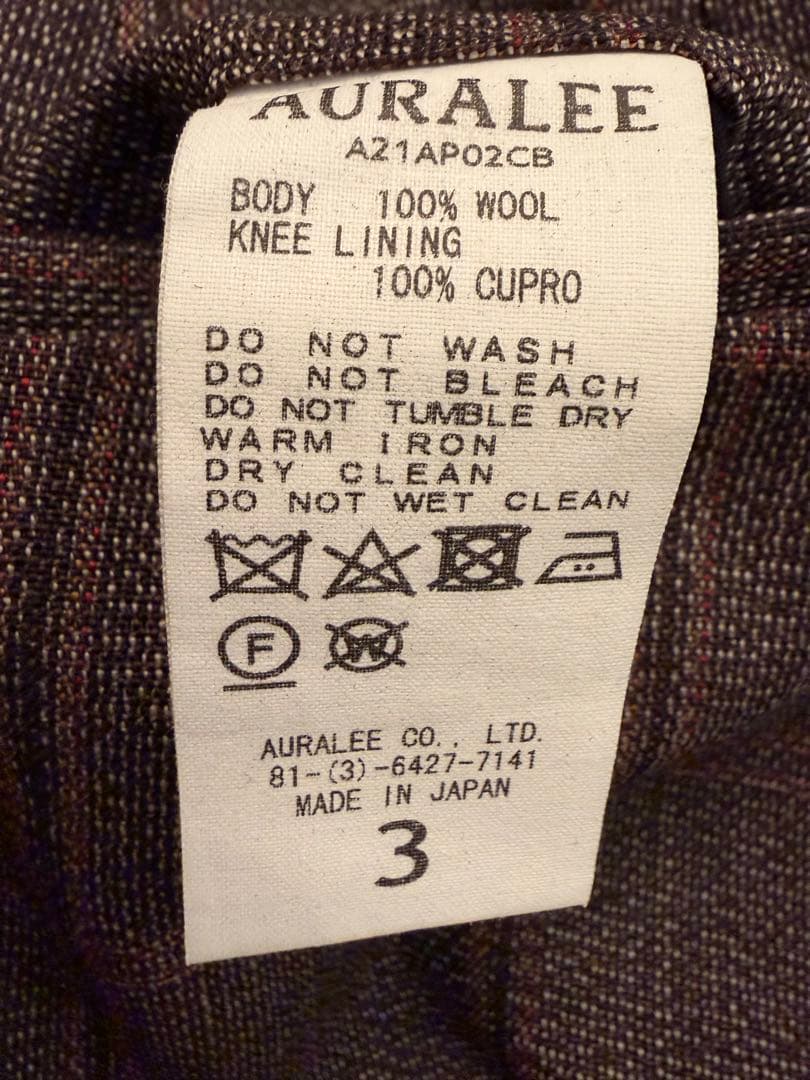 AURALEE
A21AP02CB
BODY 100% WOOL
KNEE LINING
100% CUPRO
DO NOT WASH
DO NOT BLEACH
DO NOT TUMBLE DRY
WARM IRON
DRY CLEAN
DO NOT WET CLEAN
F W
AURALEE CO., LTD.
81-(3)-6427-7141
MADE IN JAPAN
3